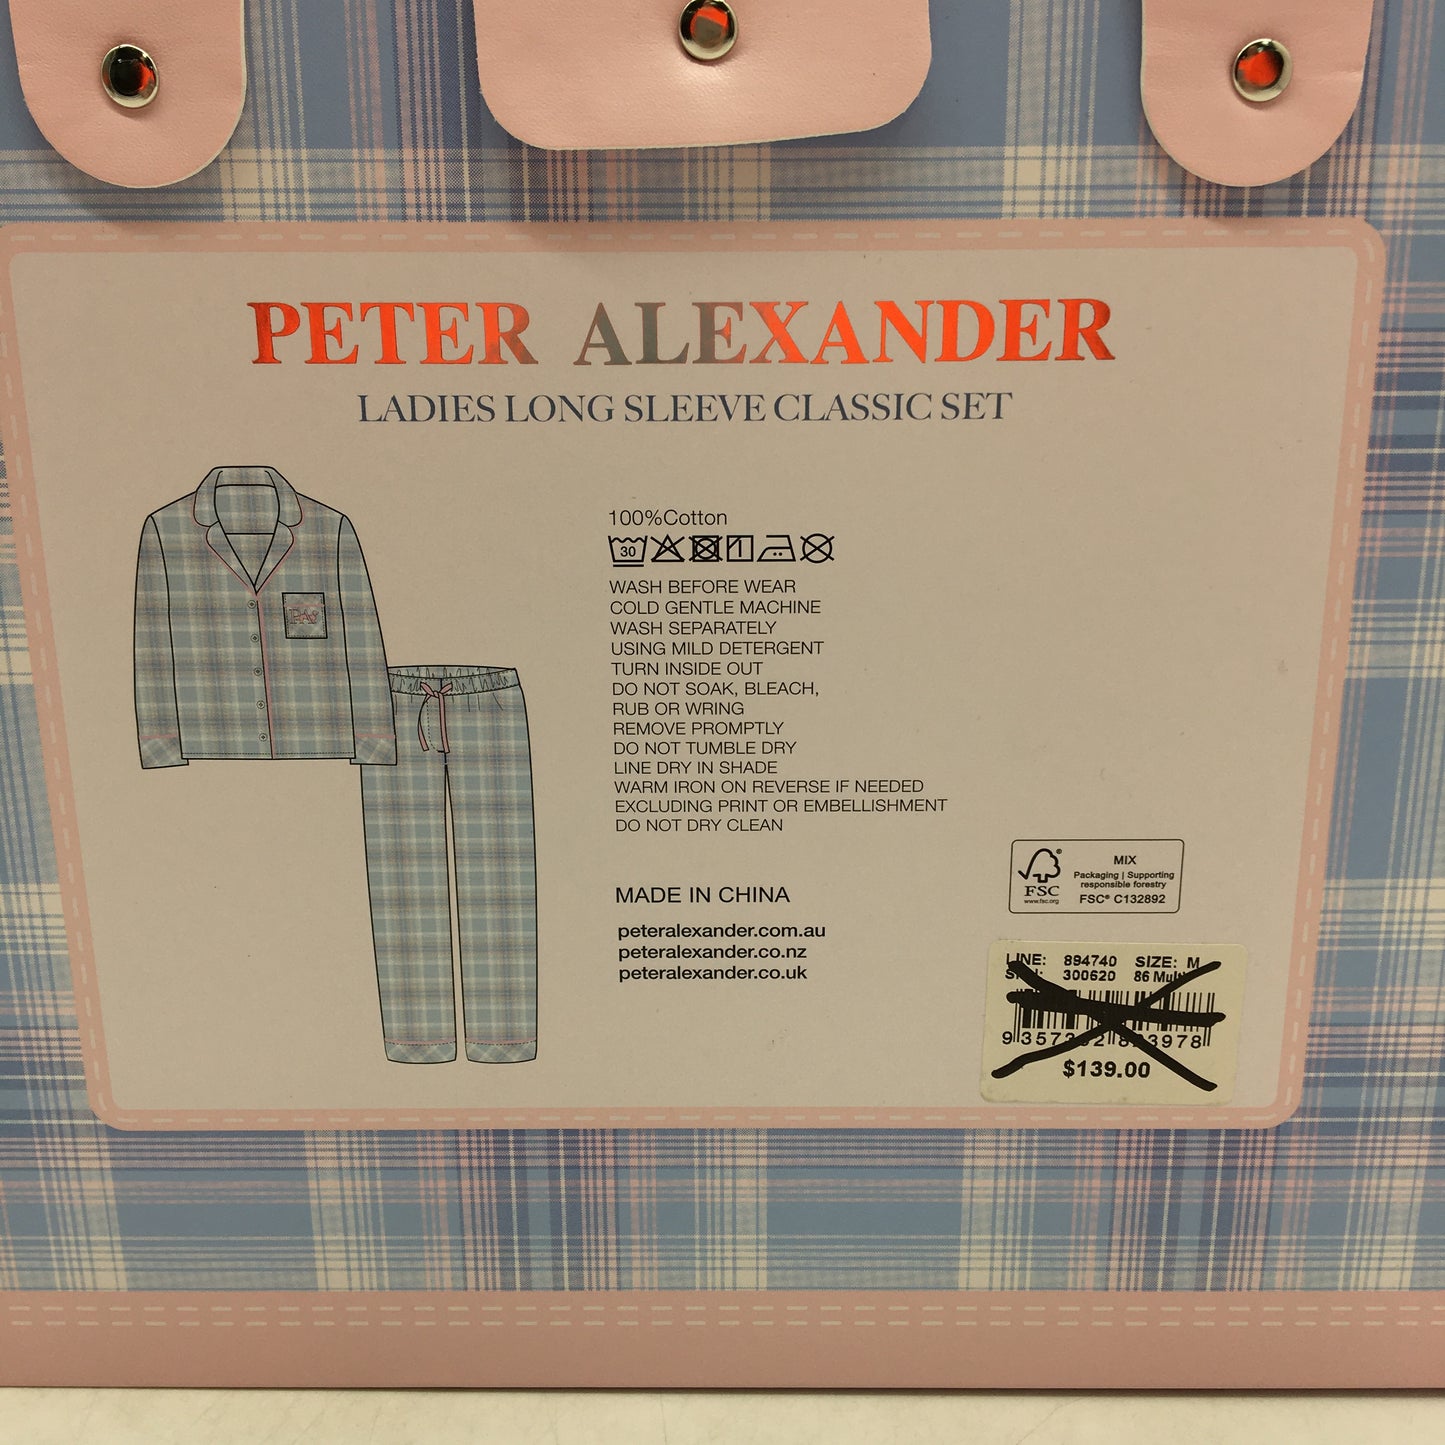 PETER ALEXANDER
LADIES LONG SLEEVE CLASSIC SET
100%Cotton
30
WASH BEFORE WEAR
COLD GENTLE MACHINE
WASH SEPARATELY
USING MILD DETERGENT
TURN INSIDE OUT
DO NOT SOAK, BLEACH,
RUB OR WRING
REMOVE PROMPTLY
DO NOT TUMBLE DRY
LINE DRY IN SHADE
WARM IRON ON REVERSE IF NEEDED
EXCLUDING PRINT OR EMBELLISHMENT
DO NOT DRY CLEAN
MADE IN CHINA
peteralexander.com.au
peteralexander.co.nz
peteralexander.co.uk
FSC®
www.fsc.org
MIX
Packaging | Supporting
responsible forestry
FSC® C132892
LINE: 894740 SIZE: M
300620 86
$139.00